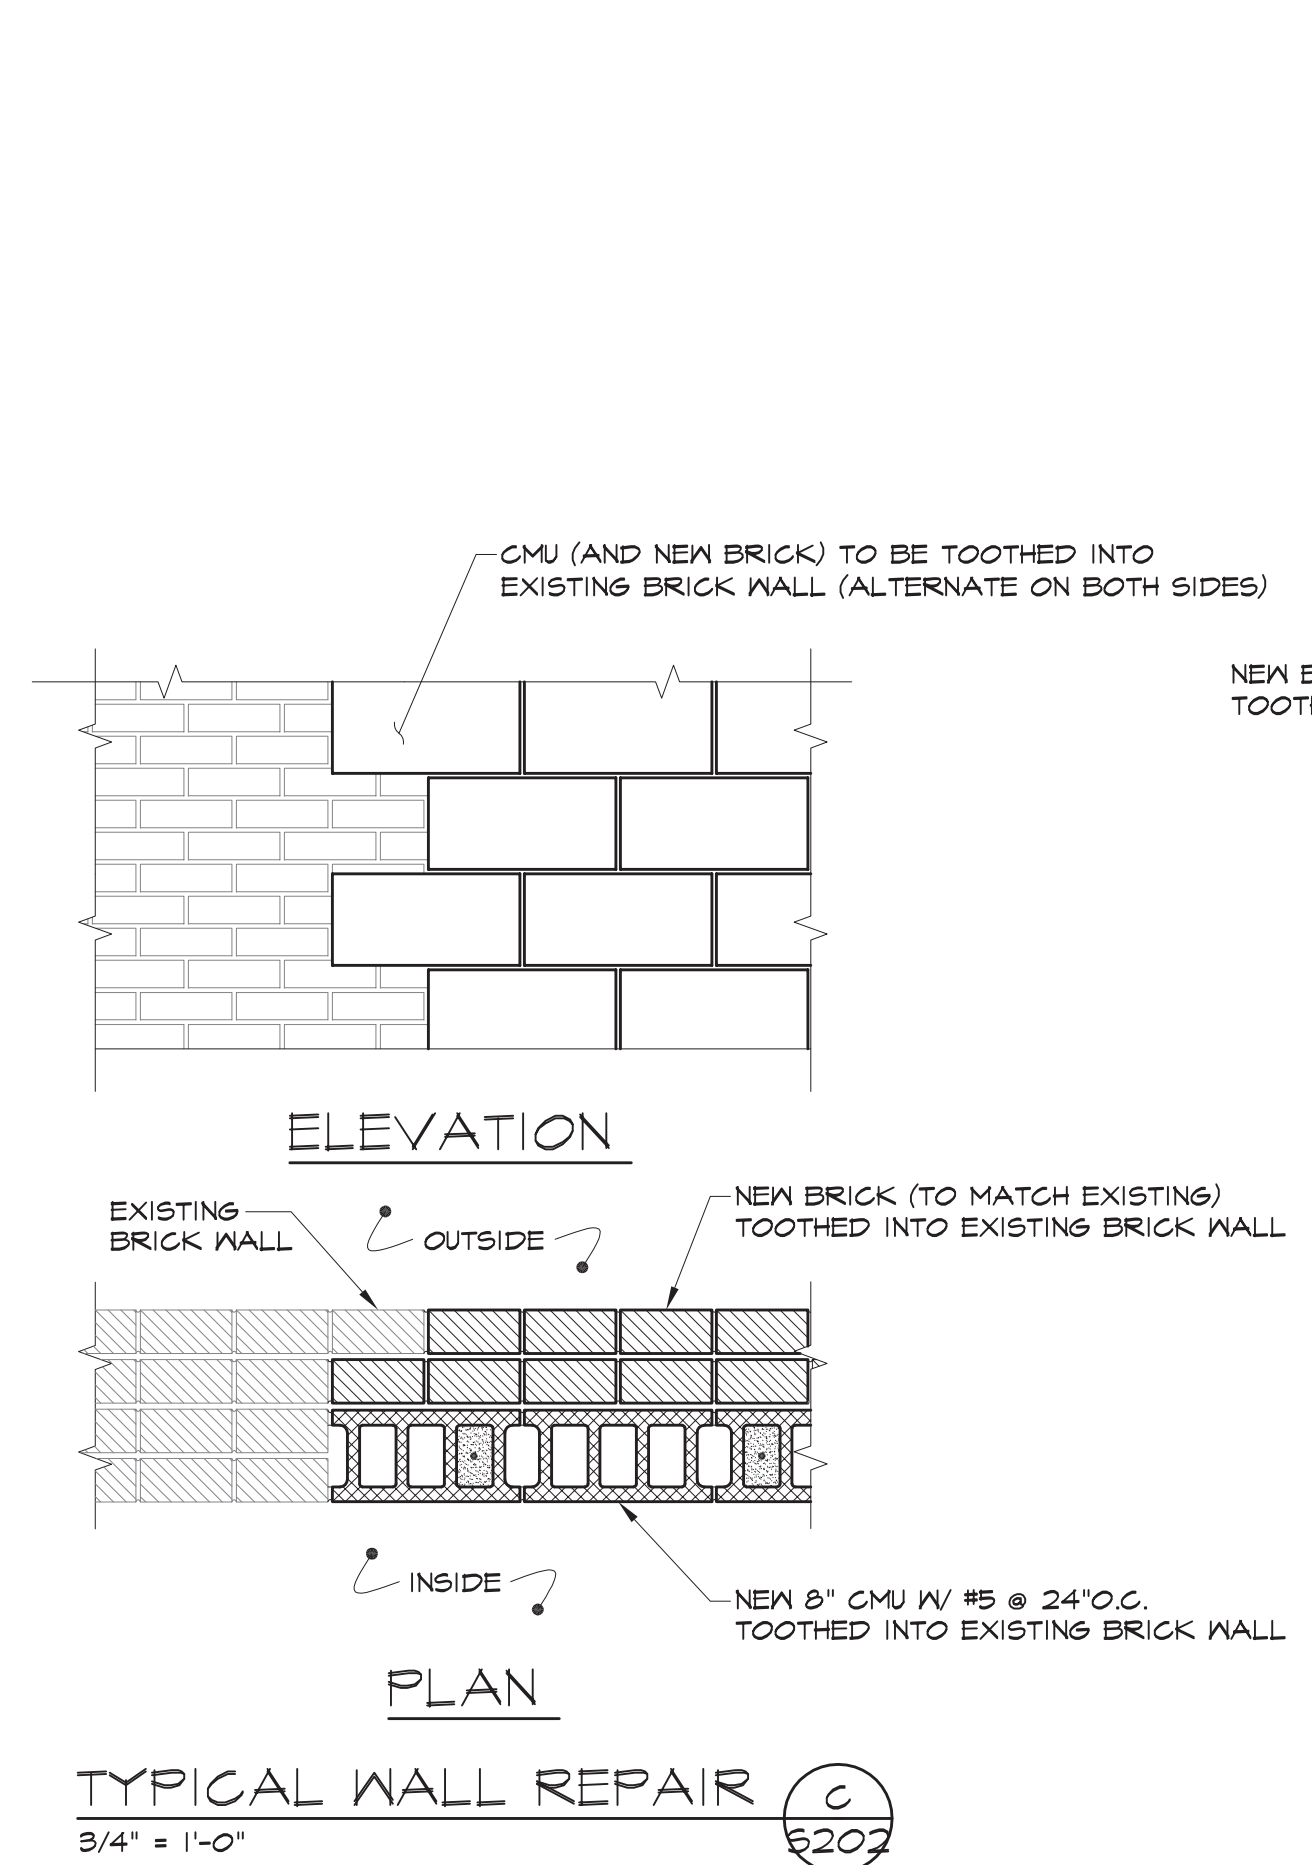 CMU (AND NEW BRICK) TO BE TOOTHED INTO
EXISTING BRICK WALL (ALTERNATE ON BOTH SIDES)
NEW
ELEVATION
EXISTING
BRICK WALL
OUTSIDE
NEW BRICK (TO MATCH EXISTING)
TOOTHED INTO EXISTING BRICK WALL
INSIDE
NEW 8" CMU W/ #5 @ 24"O.C.
TOOTHED INTO EXISTING BRICK WALL
PLAN
TYPICAL WALL REPAIR
C
3/4" = 1'-0"
S202